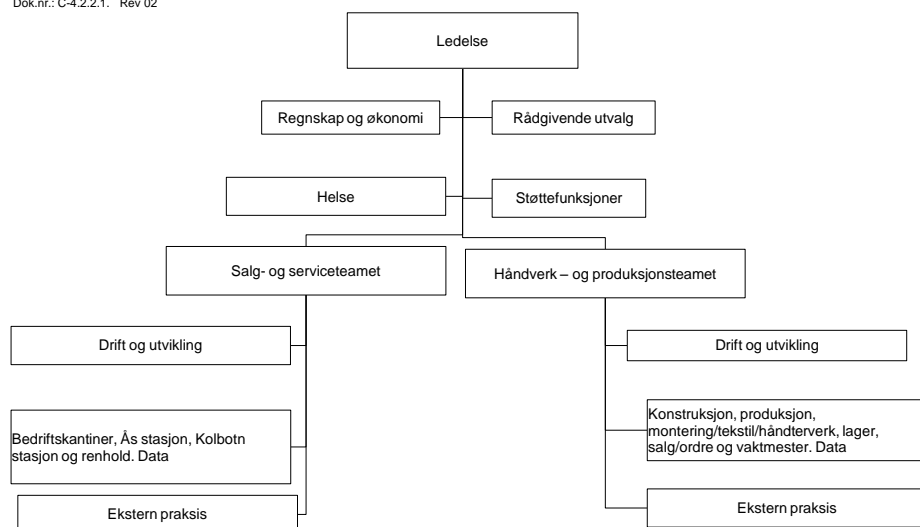 Dok.nr.: C-4.2.2.1. Rev 02
Ledelse
Regnskap og økonomi
Rådgivende utvalg
Helse
Støttefunksjoner
Salg- og serviceteamet
Håndverk – og produksjonsteamet
Drift og utvikling
Drift og utvikling
Bedriftskantiner, Ås stasjon, Kolbotn
stasjon og renhold. Data
Konstruksjon, produksjon,
montering/tekstil/håndterverk, lager,
salg/ordre og vaktmester. Data
Ekstern praksis
Ekstern praksis